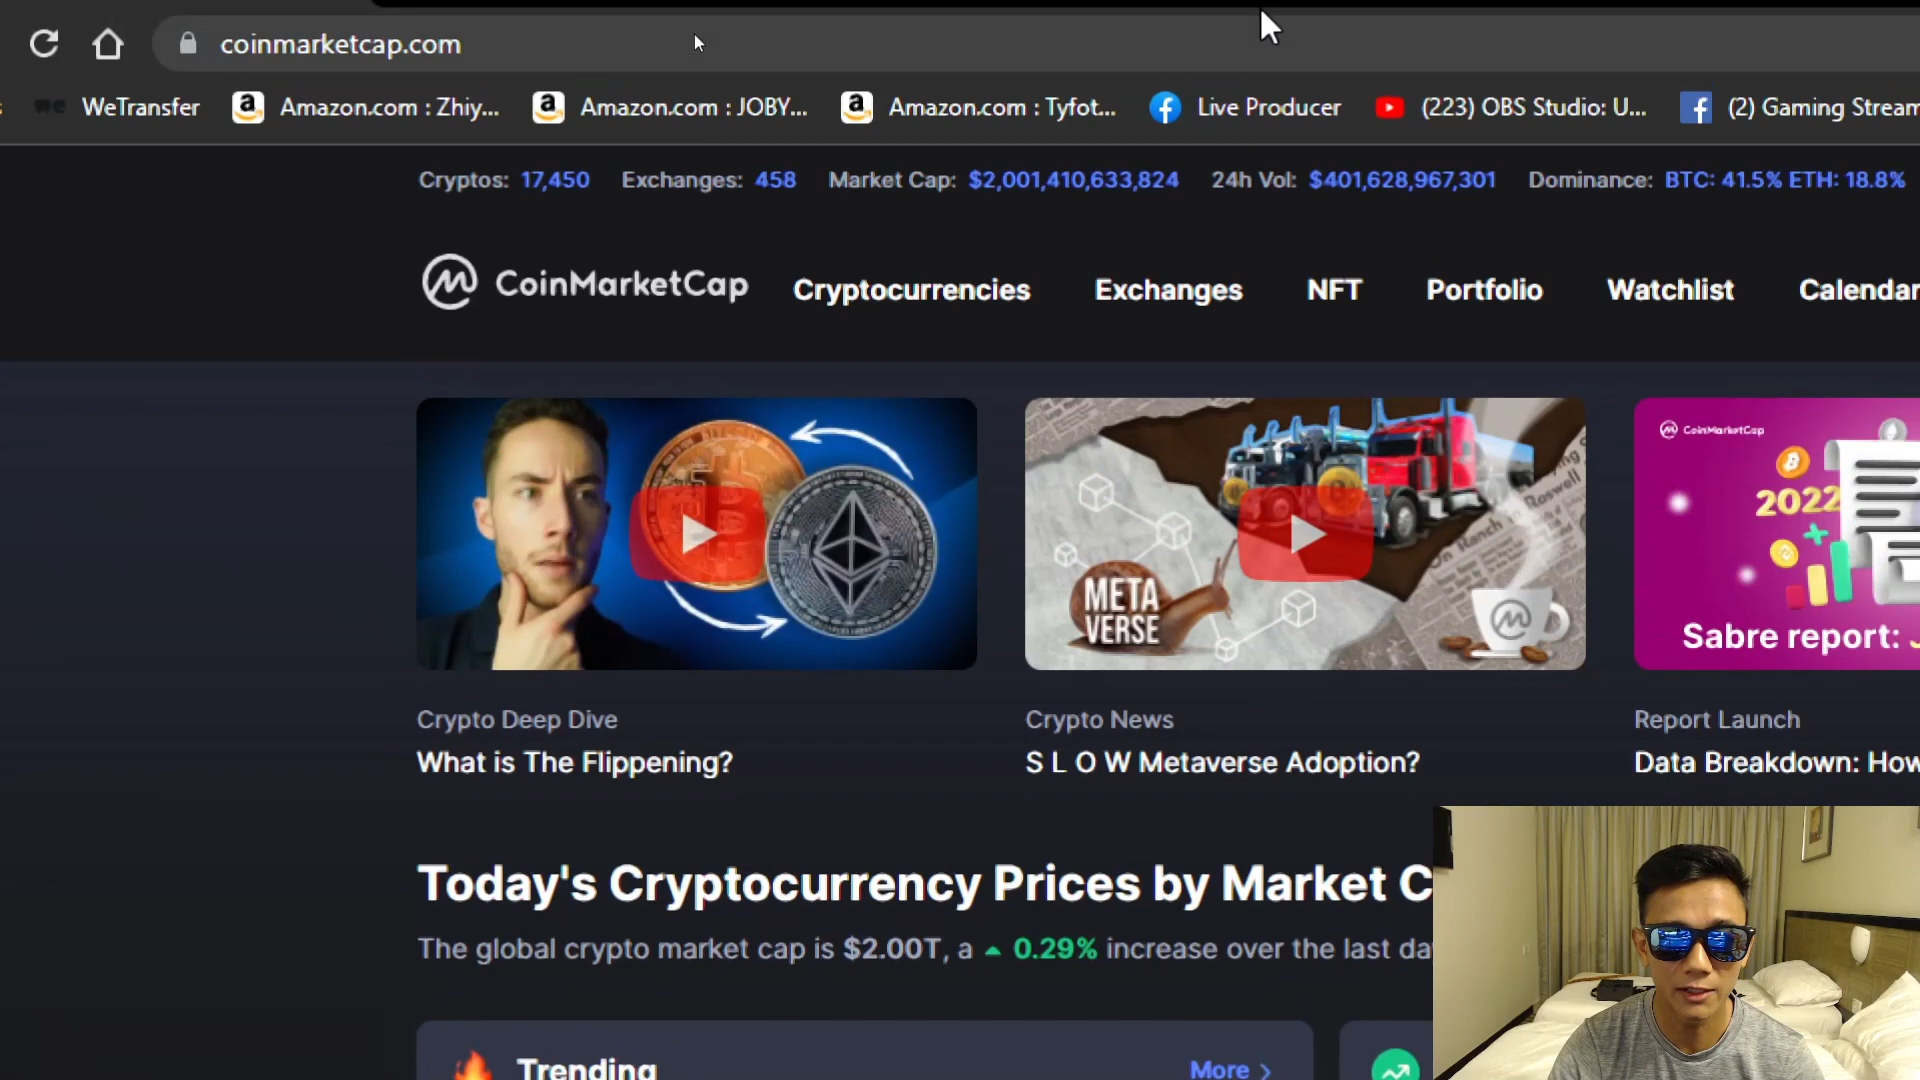 coinmarketcap.com
WeTransfer Amazon.com : Zhiy... Amazon.com : JOBY... Amazon.com : Tyfot... Live Producer (223) OBS Studio: U... (2) Gaming Stream
Cryptos: 17,450 Exchanges: 458 Market Cap: $2,001,410,633,824 24h Vol: $401,628,967,301 Dominance: BTC: 41.5% ETH: 18.8%
CoinMarketCap Cryptocurrencies Exchanges NFT Portfolio Watchlist Calendar
CoinMarketCap
2022
Roswell
META
VERSE
Sabre report:
Crypto Deep Dive Crypto News Report Launch
What is The Flippening? S L O W Metaverse Adoption? Data Breakdown: How
Today's Cryptocurrency Prices by Market C
The global crypto market cap is $2.00T, a 0.29% increase over the last da
Trending More